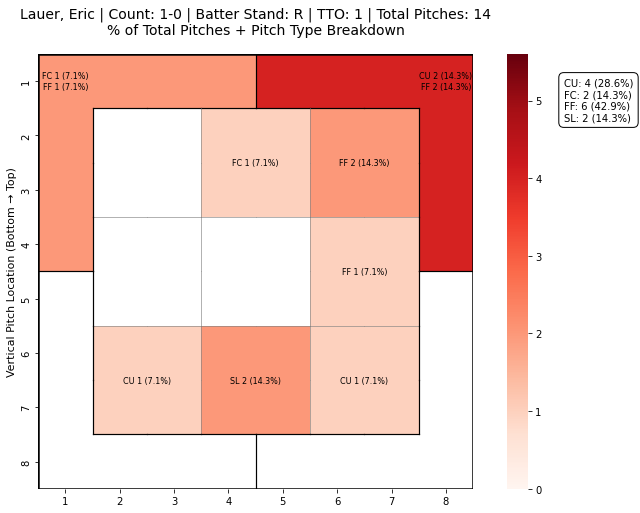 Lauer, Eric | Count: 1-0 | Batter Stand: R | TTO: 1 | Total Pitches: 14
% of Total Pitches + Pitch Type Breakdown
FC 1 (7.1%)
FF 1 (7.1%)
CU 2 (14.3%)
FF 2 (14.3%)
FC 1 (7.1%)
FF 2 (14.3%)
FF 1 (7.1%)
CU 1 (7.1%)
SL 2 (14.3%)
CU 1 (7.1%)
Vertical Pitch Location (Bottom → Top)
1
2
3
4
5
6
7
8
1 2 3 4 5 6 7 8
5
4
3
2
1
0
CU: 4 (28.6%)
FC: 2 (14.3%)
FF: 6 (42.9%)
SL: 2 (14.3%)